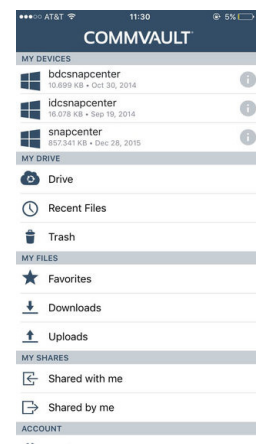 AT&T 11:30 5%
COMMVAULT
MY DEVICES
bdcsnapcenter
10.699 KB • Oct 30, 2014
idcsnapcenter
16.078 KB • Sep 19, 2014
snapcenter
857.341 KB • Dec 28, 2015
MY DRIVE
Drive
Recent Files
Trash
MY FILES
Favorites
Downloads
Uploads
MY SHARES
Shared with me
Shared by me
ACCOUNT